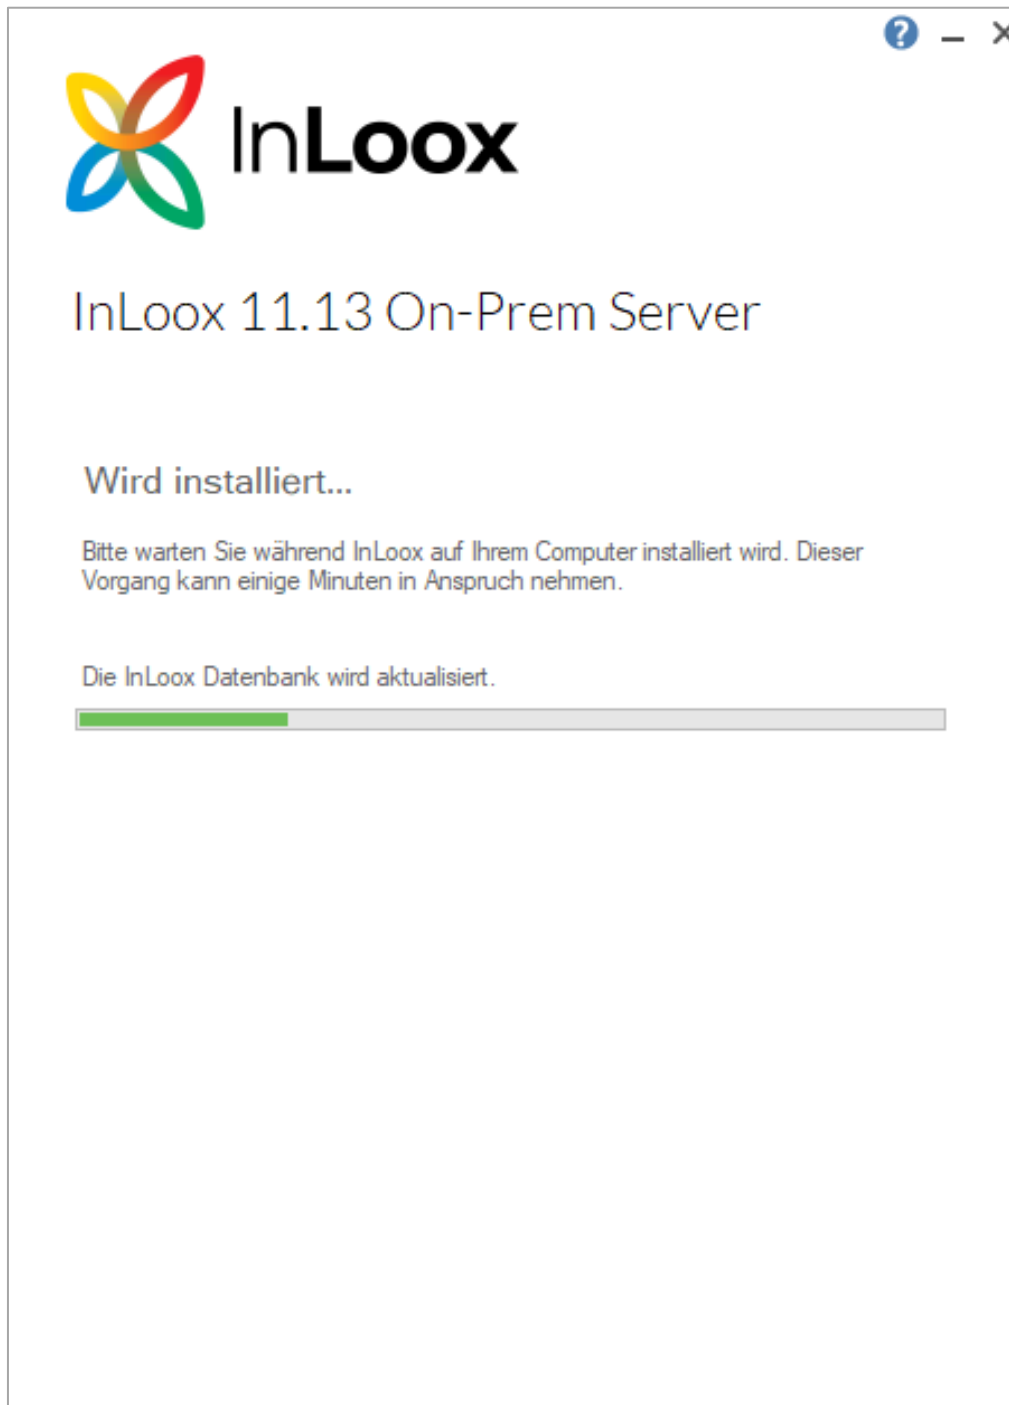 ?
InLoox
InLoox 11.13 On-Prem Server
Wird installiert...
Bitte warten Sie während InLoox auf Ihrem Computer installiert wird. Dieser
Vorgang kann einige Minuten in Anspruch nehmen.
Die InLoox Datenbank wird aktualisiert.